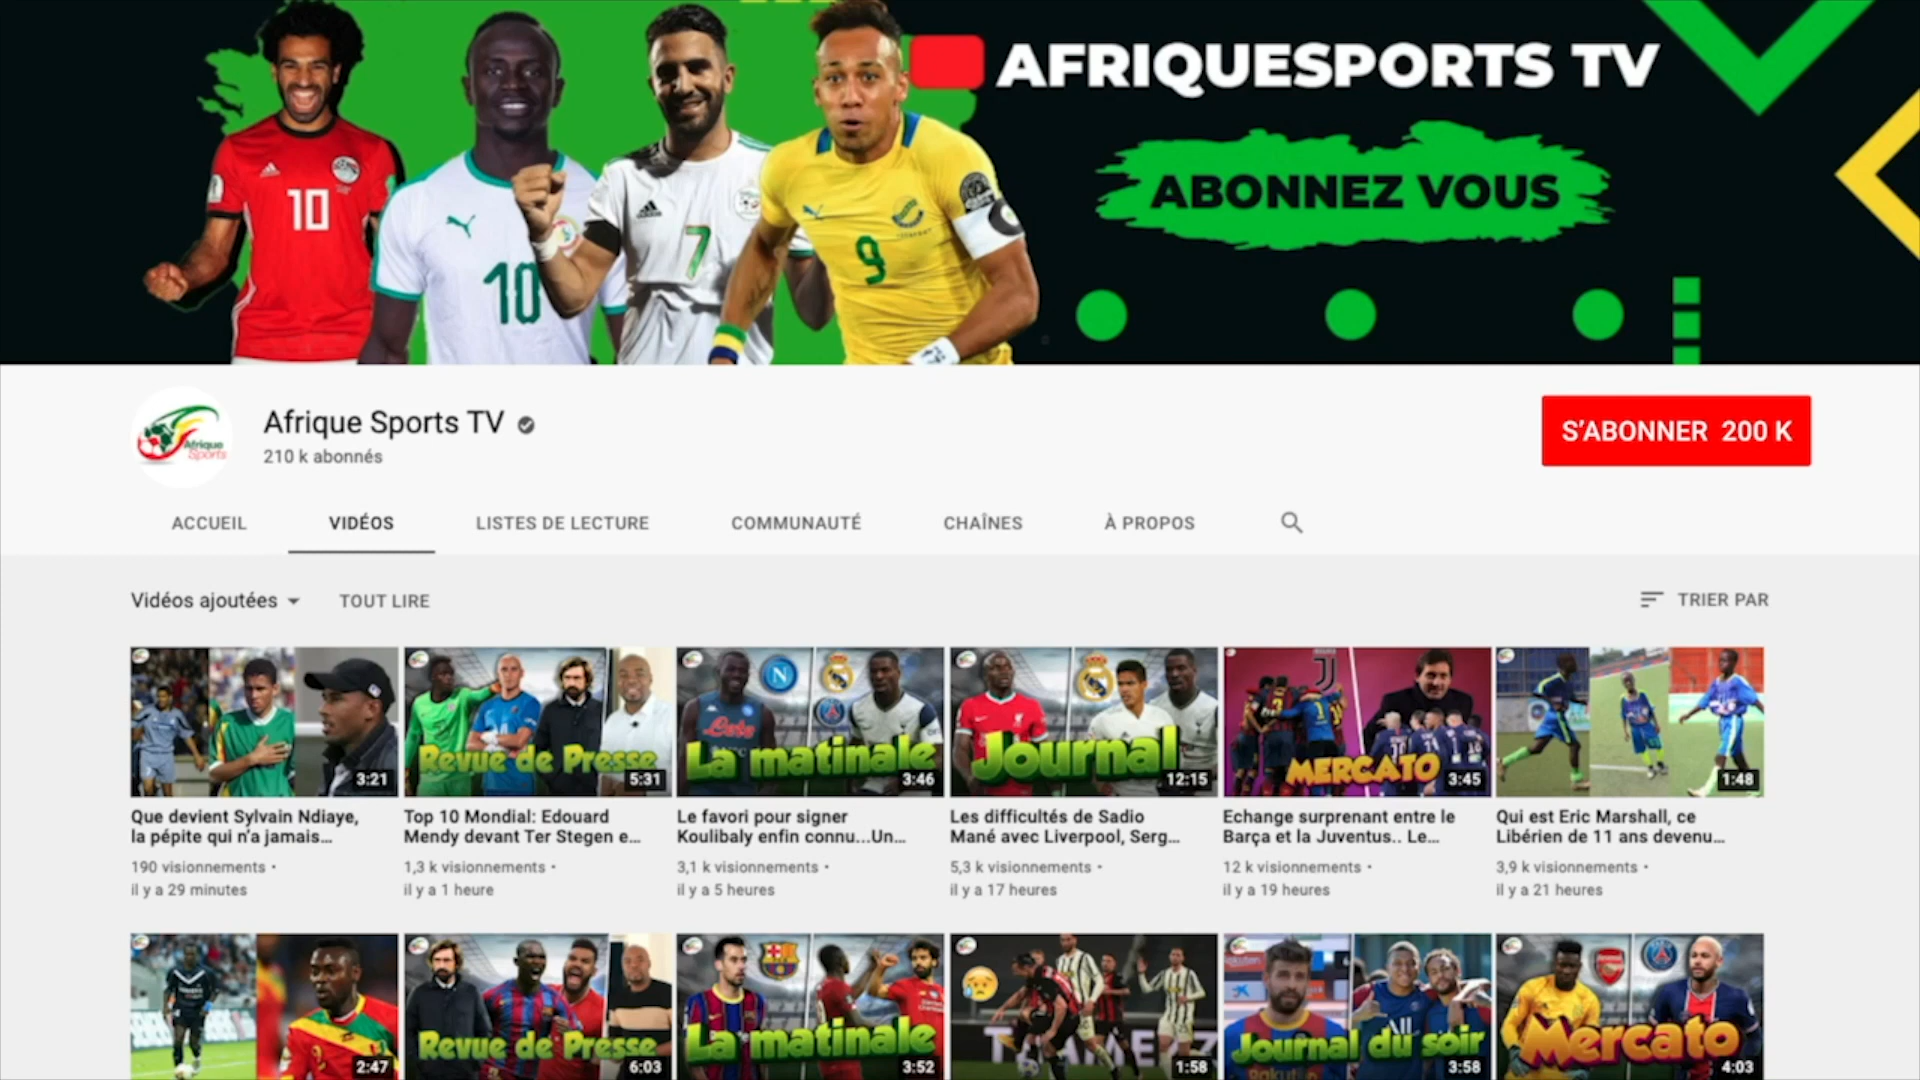 AFRIQUESPORTS TV
ABONNEZ VOUS
10
10
7
9
Afrique Sports TV
210 k abonnés
S'ABONNER 200 K
Afrique
Sports
ACCUEIL VIDÉOS LISTES DE LECTURE COMMUNAUTÉ CHAÎNES À PROPOS
Vidéos ajoutées TOUT LIRE TRIER PAR
3:21
Revue de Presse 5:31
La matinale 3:46
Journal 12:15
MERCATO 3:45
1:48
Que devient Sylvain Ndiaye,
la pépite qui n'a jamais...
190 visionnements •
il y a 29 minutes
Top 10 Mondial: Edouard
Mendy devant Ter Stegen e...
1,3 k visionnements •
il y a 1 heure
Le favori pour signer
Koulibaly enfin connu...Un...
3,1 k visionnements •
il y a 5 heures
Les difficultés de Sadio
Mané avec Liverpool, Serg...
5,3 k visionnements •
il y a 17 heures
Echange surprenant entre le
Barça et la Juventus.. Le...
12 k visionnements •
il y a 19 heures
Qui est Eric Marshall, ce
Libérien de 11 ans devenu...
3,9 k visionnements •
il y a 21 heures
2:47
Revue de Presse 6:03
La matinale 3:52
1:58
Journal du soir 3:58
Mercato 4:03